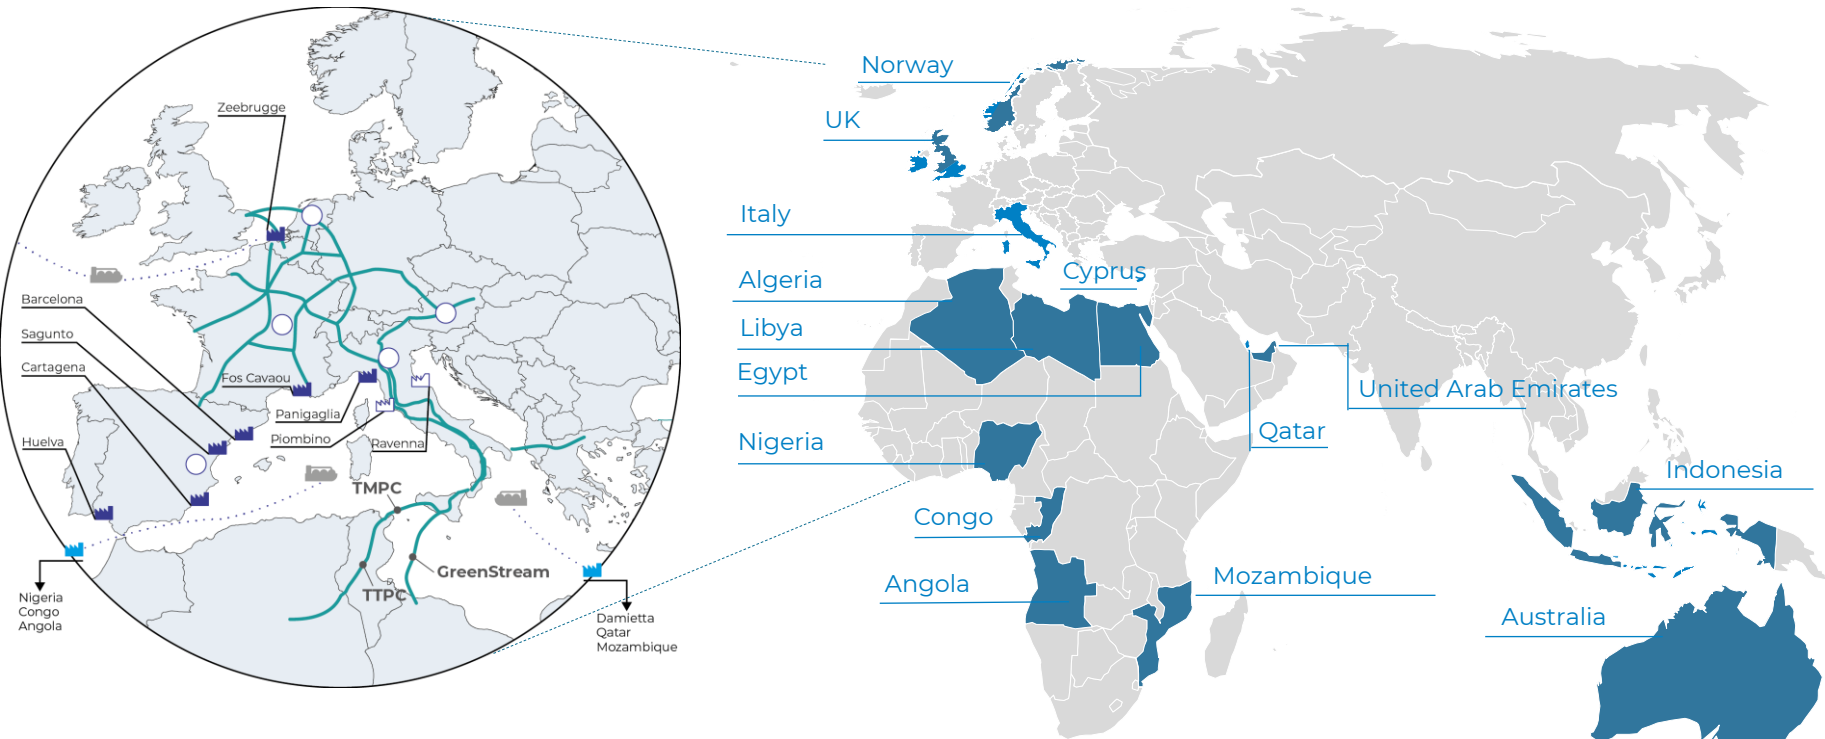 Zeebrugge
Barcelona
Sagunto
Cartagena
Huelva
Fos Cavaou
Panigaglia
Piombino
Ravenna
TMPC
GreenStream
TTPC
Nigeria
Congo
Angola
Damietta
Qatar
Mozambique
Norway
UK
Italy
Cyprus
Algeria
Libya
Egypt
United Arab Emirates
Qatar
Nigeria
Indonesia
Congo
Angola
Mozambique
Australia